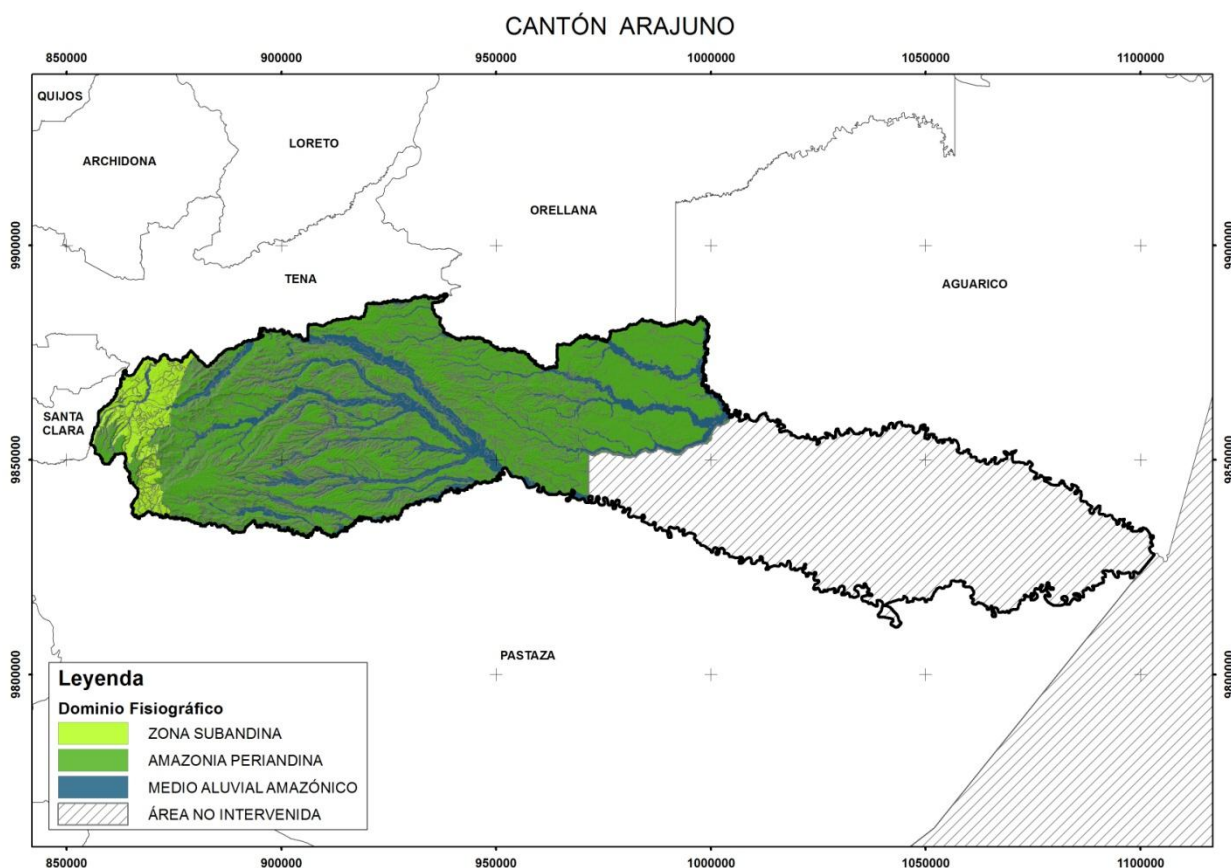 CANTÓN ARAJUNO
850000 900000 950000 1000000 1050000 1100000
QUIJOS
LORETO
ARCHIDONA
ORELLANA
9900000 9900000
TENA
AGUARICO
SANTA
CLARA
9850000 9850000
PASTAZA
9800000 9800000
Leyenda
Dominio Fisiográfico
ZONA SUBANDINA
AMAZONIA PERIANDINA
MEDIO ALUVIAL AMAZÓNICO
ÁREA NO INTERVENIDA
850000 900000 950000 1000000 1050000 1100000